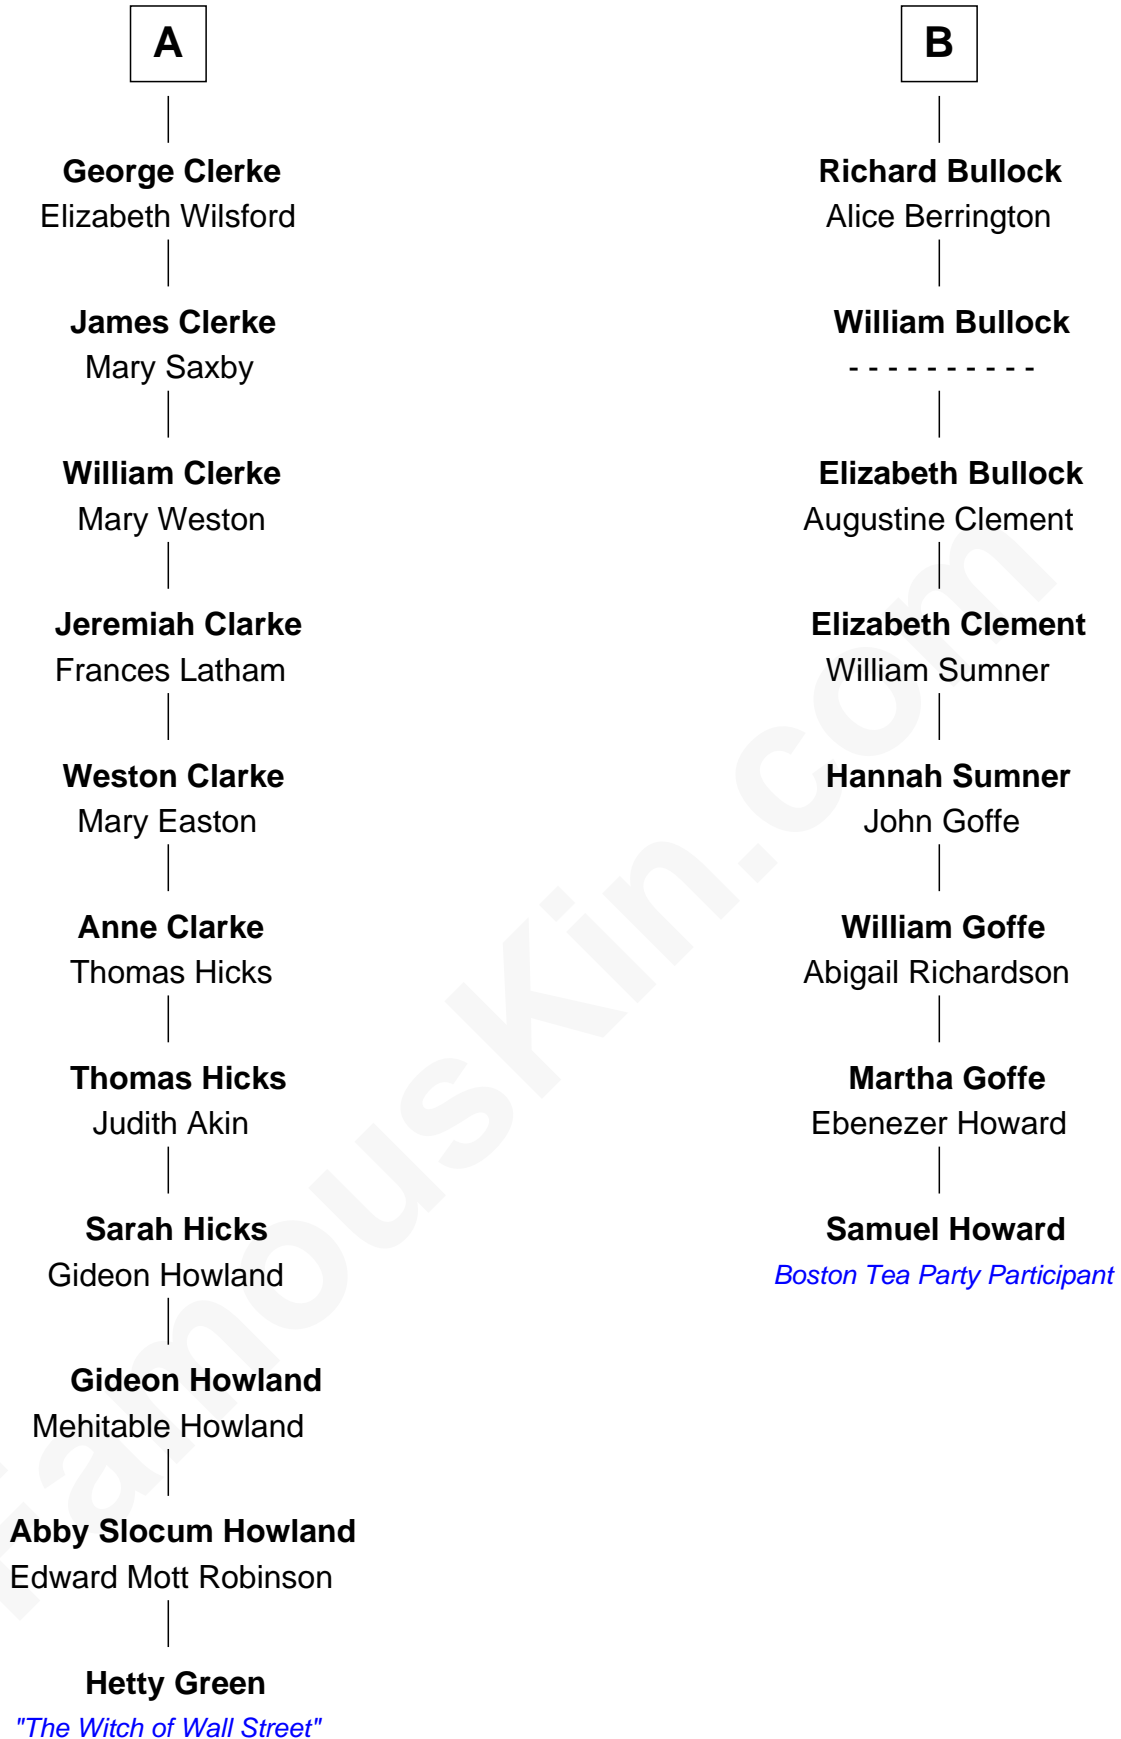 A
George Clerke
Elizabeth Wilsford
James Clerke
Mary Saxby
William Clerke
Mary Weston
Jeremiah Clarke
Frances Latham
Weston Clarke
Mary Easton
Anne Clarke
Thomas Hicks
Thomas Hicks
Judith Akin
Sarah Hicks
Gideon Howland
Gideon Howland
Mehitable Howland
Abby Slocum Howland
Edward Mott Robinson
Hetty Green
"The Witch of Wall Street"
B
Richard Bullock
Alice Berrington
William Bullock
- - - - - - - - - -
Elizabeth Bullock
Augustine Clement
Elizabeth Clement
William Sumner
Hannah Sumner
John Goffe
William Goffe
Abigail Richardson
Martha Goffe
Ebenezer Howard
Samuel Howard
Boston Tea Party Participant
FamousKin.com